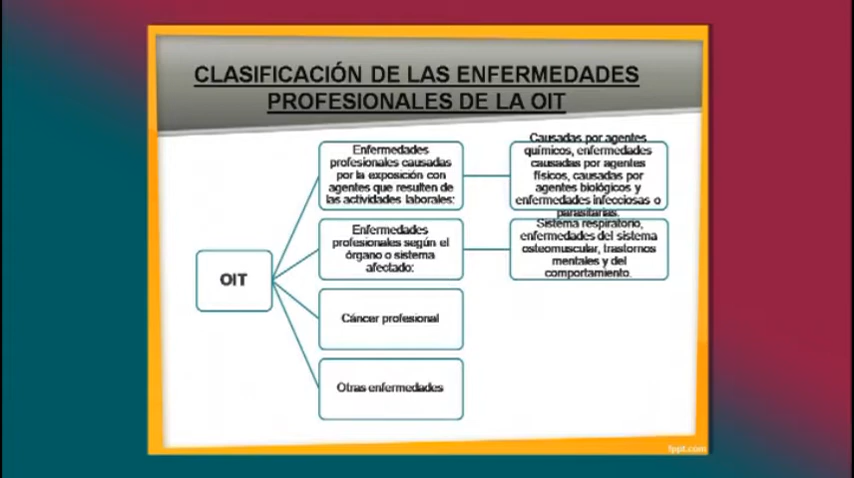 CLASIFICACIÓN DE LAS ENFERMEDADES
PROFESIONALES DE LA OIT
OIT
Enfermedades
profesionales causadas
por la exposición con
agentes que resulten de
las actividades laborales:
Causadas por agentes
químicos, enfermedades
causadas por agentes
físicos, causadas por
agentes biológicos y
enfermedades infecciosas o
parasitarias.
Enfermedades
profesionales según el
órgano o sistema
afectado:
Sistema respiratorio,
enfermedades del sistema
osteomuscular, trastornos
mentales y del
comportamiento.
Cáncer profesional
Otras enfermedades
fppt.com